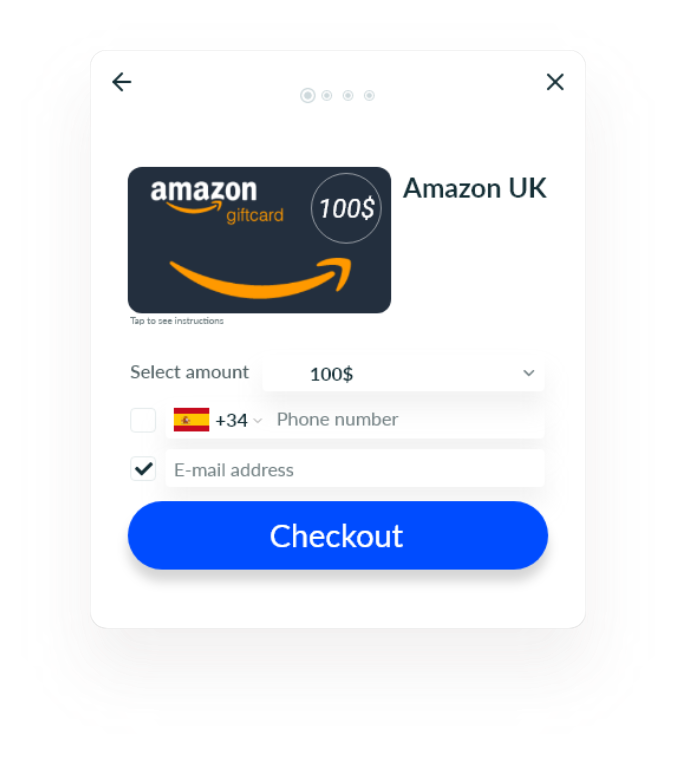 amazon
giftcard
100$
Amazon UK
Tap to see instructions
Select amount
100$
+34
Phone number
E-mail address
Checkout